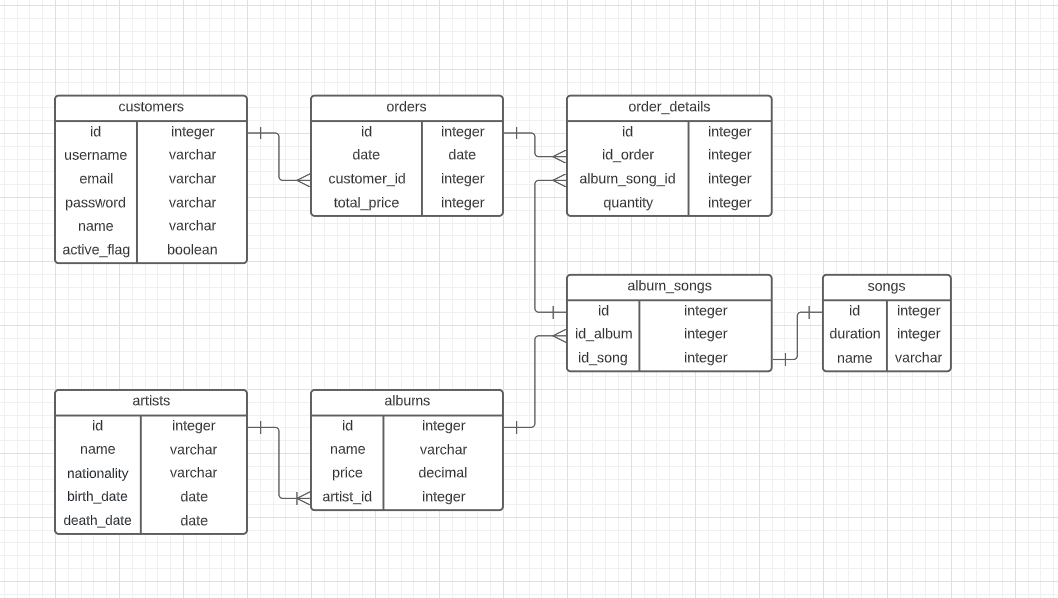 customers
id integer
username varchar
email varchar
password varchar
name varchar
active_flag boolean
orders
id integer
date date
customer_id integer
total_price integer
order_details
id integer
id_order integer
album_song_id integer
quantity integer
album_songs
id integer
id_album integer
id_song integer
songs
id integer
duration integer
name varchar
artists
id integer
name varchar
nationality varchar
birth_date date
death_date date
albums
id integer
name varchar
price decimal
artist_id integer